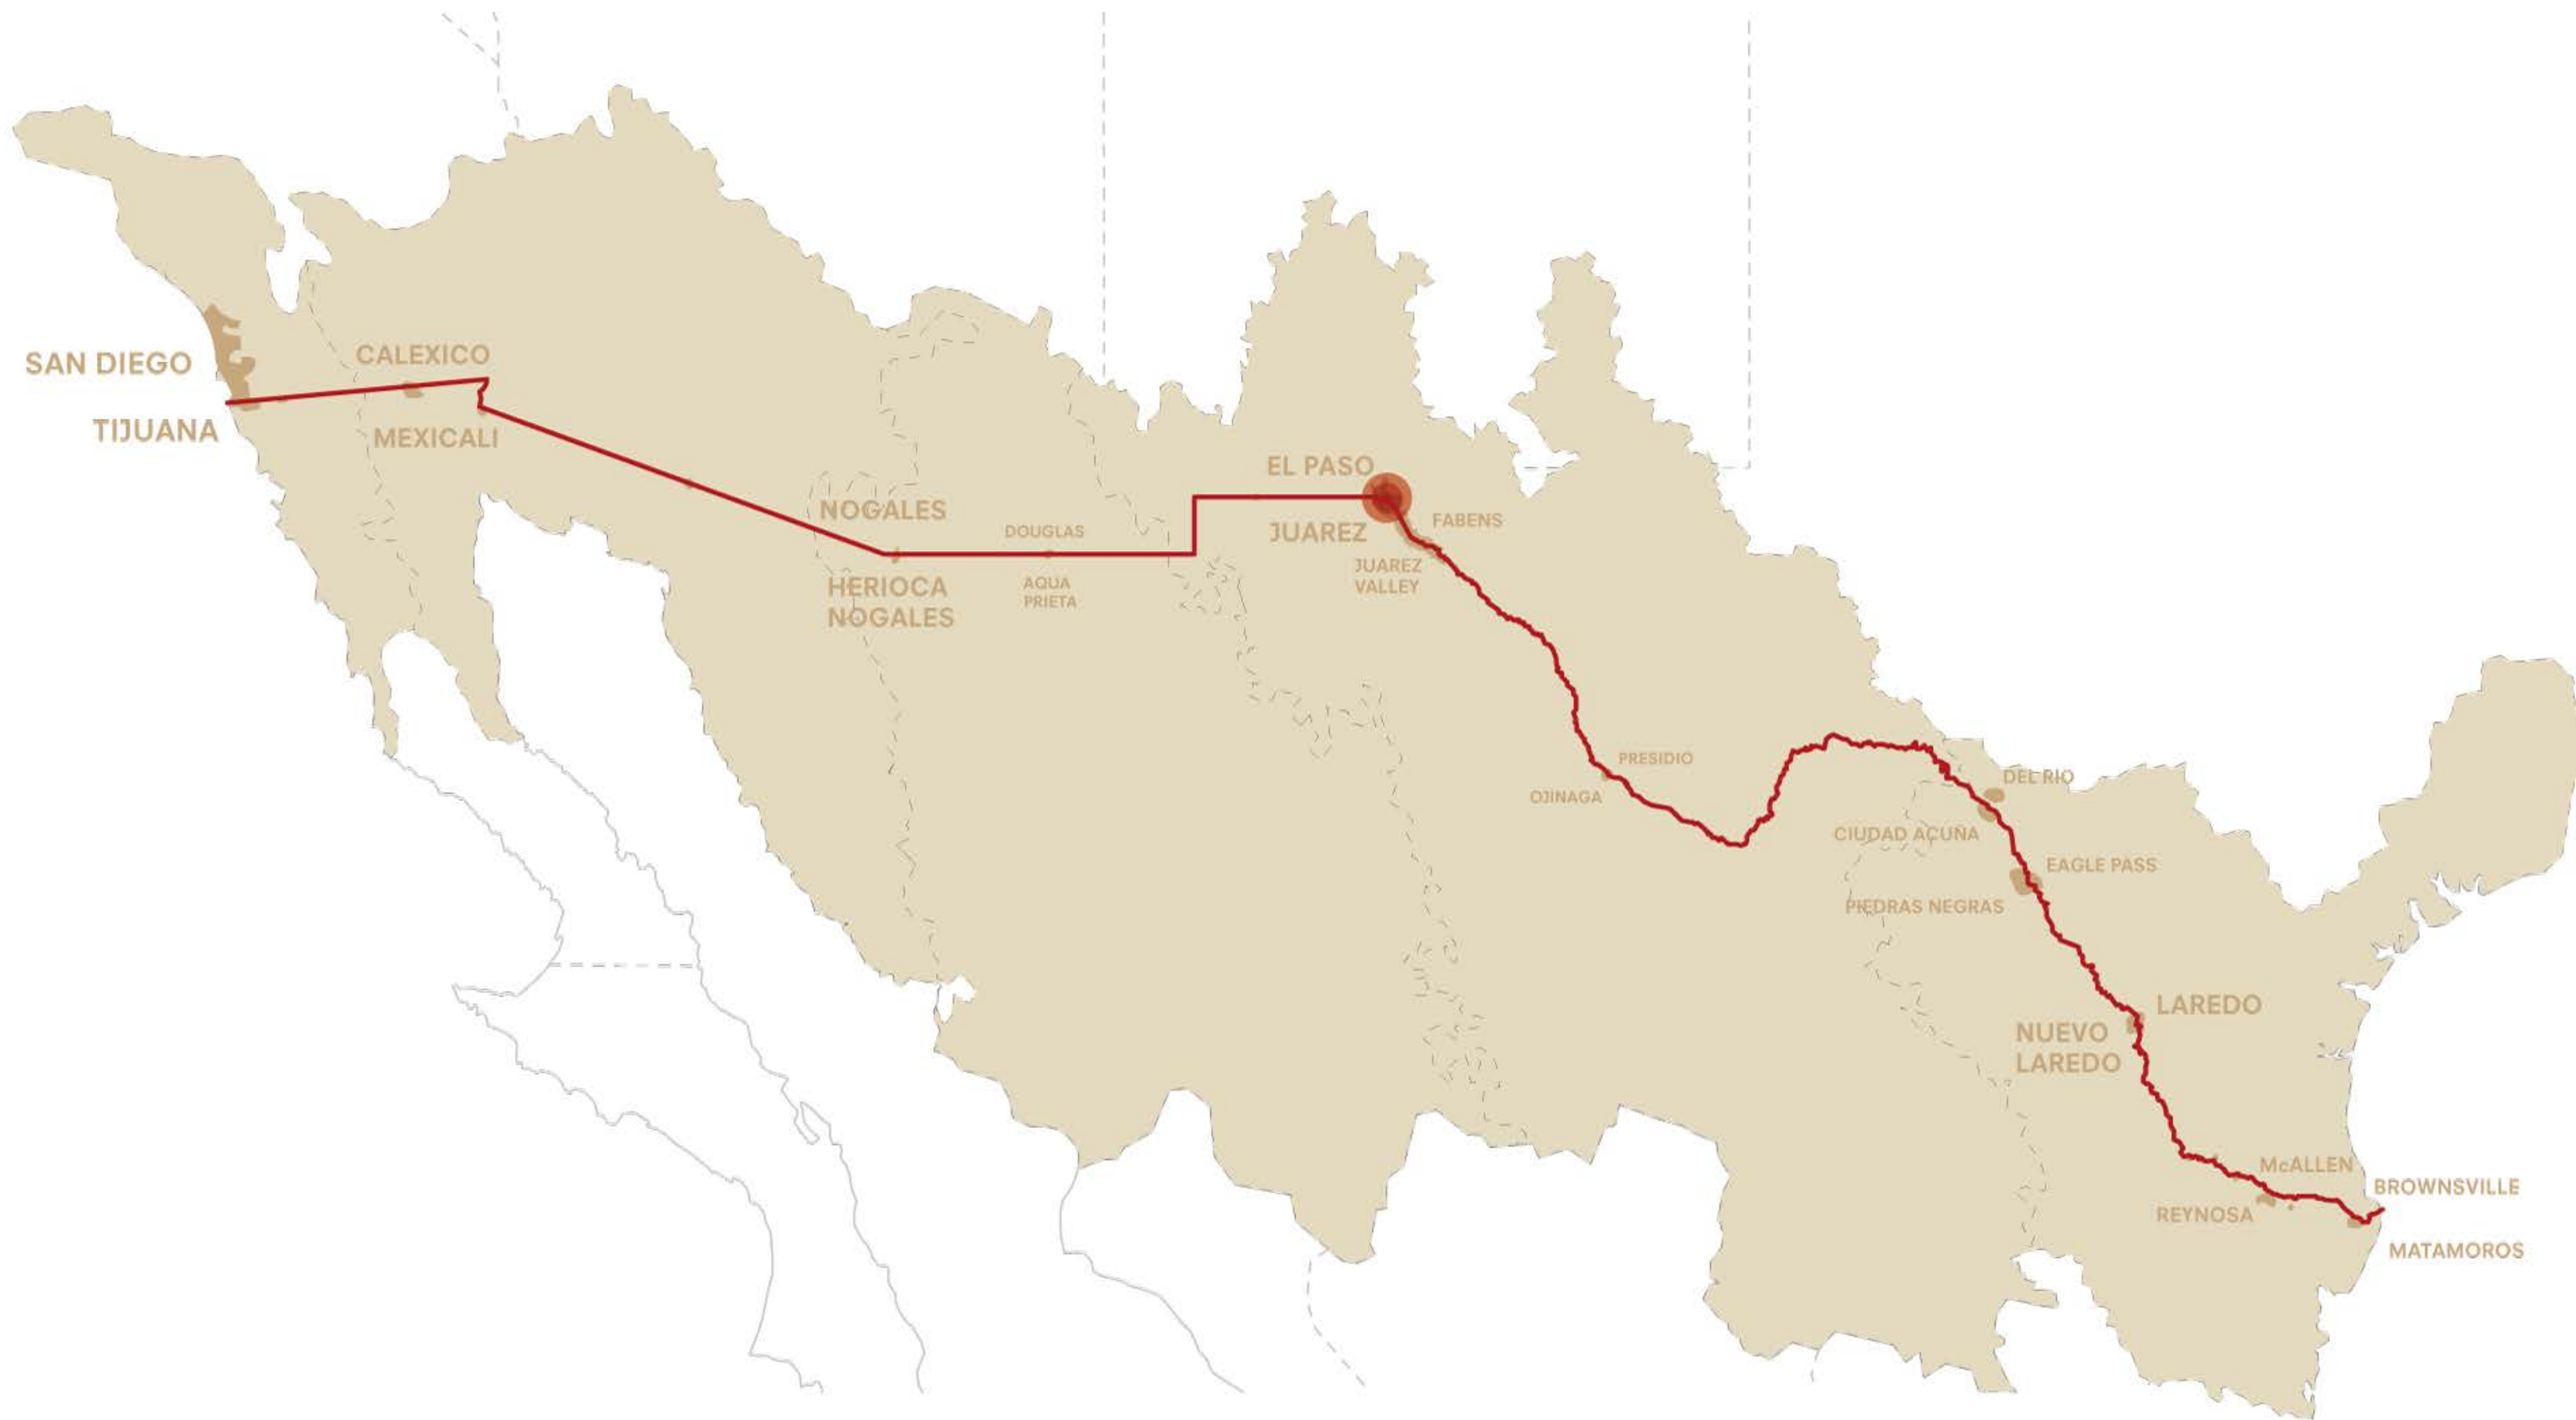 SAN DIEGO
TIJUANA
CALEXICO
MEXICALI
NOGALES
HERIOCA
NOGALES
DOUGLAS
AQUA
PRIETA
EL PASO
JUAREZ
FABENS
JUAREZ
VALLEY
PRESIDIO
OJINAGA
DEL RIO
CIUDAD ACUÑA
EAGLE PASS
PIEDRAS NEGRAS
LAREDO
NUEVO
LAREDO
McALLEN
REYNOSA
BROWNSVILLE
MATAMOROS